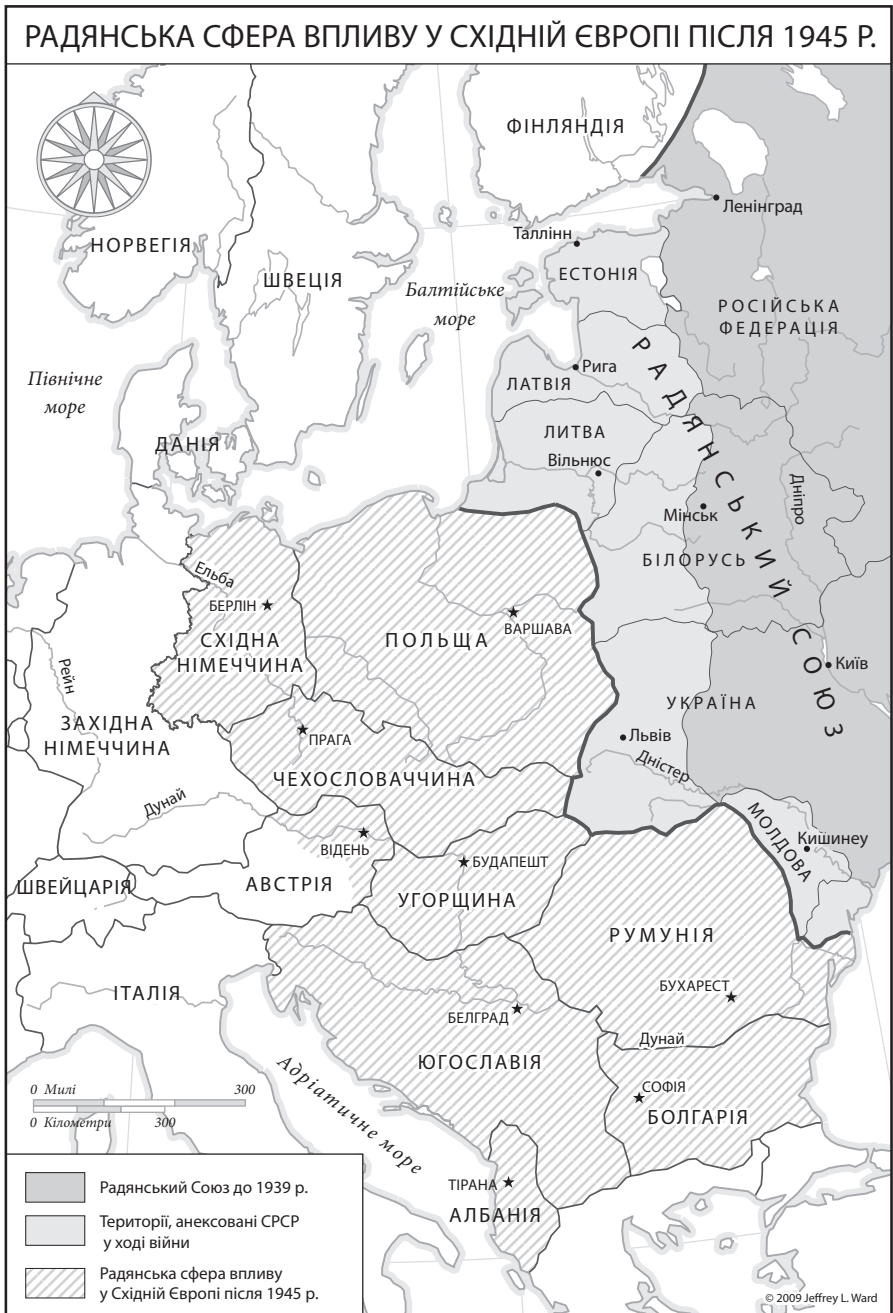 РАДЯНСЬКА СФЕРА ВПЛИВУ У СХІДНІЙ ЄВРОПІ ПІСЛЯ 1945 Р.
ФІНЛЯНДІЯ
Ленінград
НОРВЕГІЯ
Таллінн
ШВЕЦІЯ
ЕСТОНІЯ
Балтійське
море
РОСІЙСЬКА
ФЕДЕРАЦІЯ
РАДЯНСЬКИЙ СОЮЗ
Північне
море
Рига
ЛАТВІЯ
ДАНІЯ
ЛИТВА
Вільнюс
Дніпро
Мінськ
БІЛОРУСЬ
Ельба
БЕРЛІН
СХІДНА
НІМЕЧЧИНА
ПОЛЬЩА
ВАРШАВА
Київ
Рейн
УКРАЇНА
ЗАХІДНА
НІМЕЧЧИНА
ПРАГА
Львів
Дністер
ЧЕХОСЛОВАЧЧИНА
Дунай
МОЛДОВА
Кишинеу
ВІДЕНЬ
БУДАПЕШТ
ШВЕЙЦАРІЯ
АВСТРІЯ
УГОРЩИНА
РУМУНІЯ
ІТАЛІЯ
БУХАРЕСТ
БЕЛГРАД
Дунай
ЮГОСЛАВІЯ
Адріатичне море
СОФІЯ
БОЛГАРІЯ
0 Милі 300
0 Кілометри 300
ТІРАНА
АЛБАНІЯ
Радянський Союз до 1939 р.
Території, анексовані СРСР
у ході війни
Радянська сфера впливу
у Східній Європі після 1945 р.
© 2009 Jeffrey L. Ward